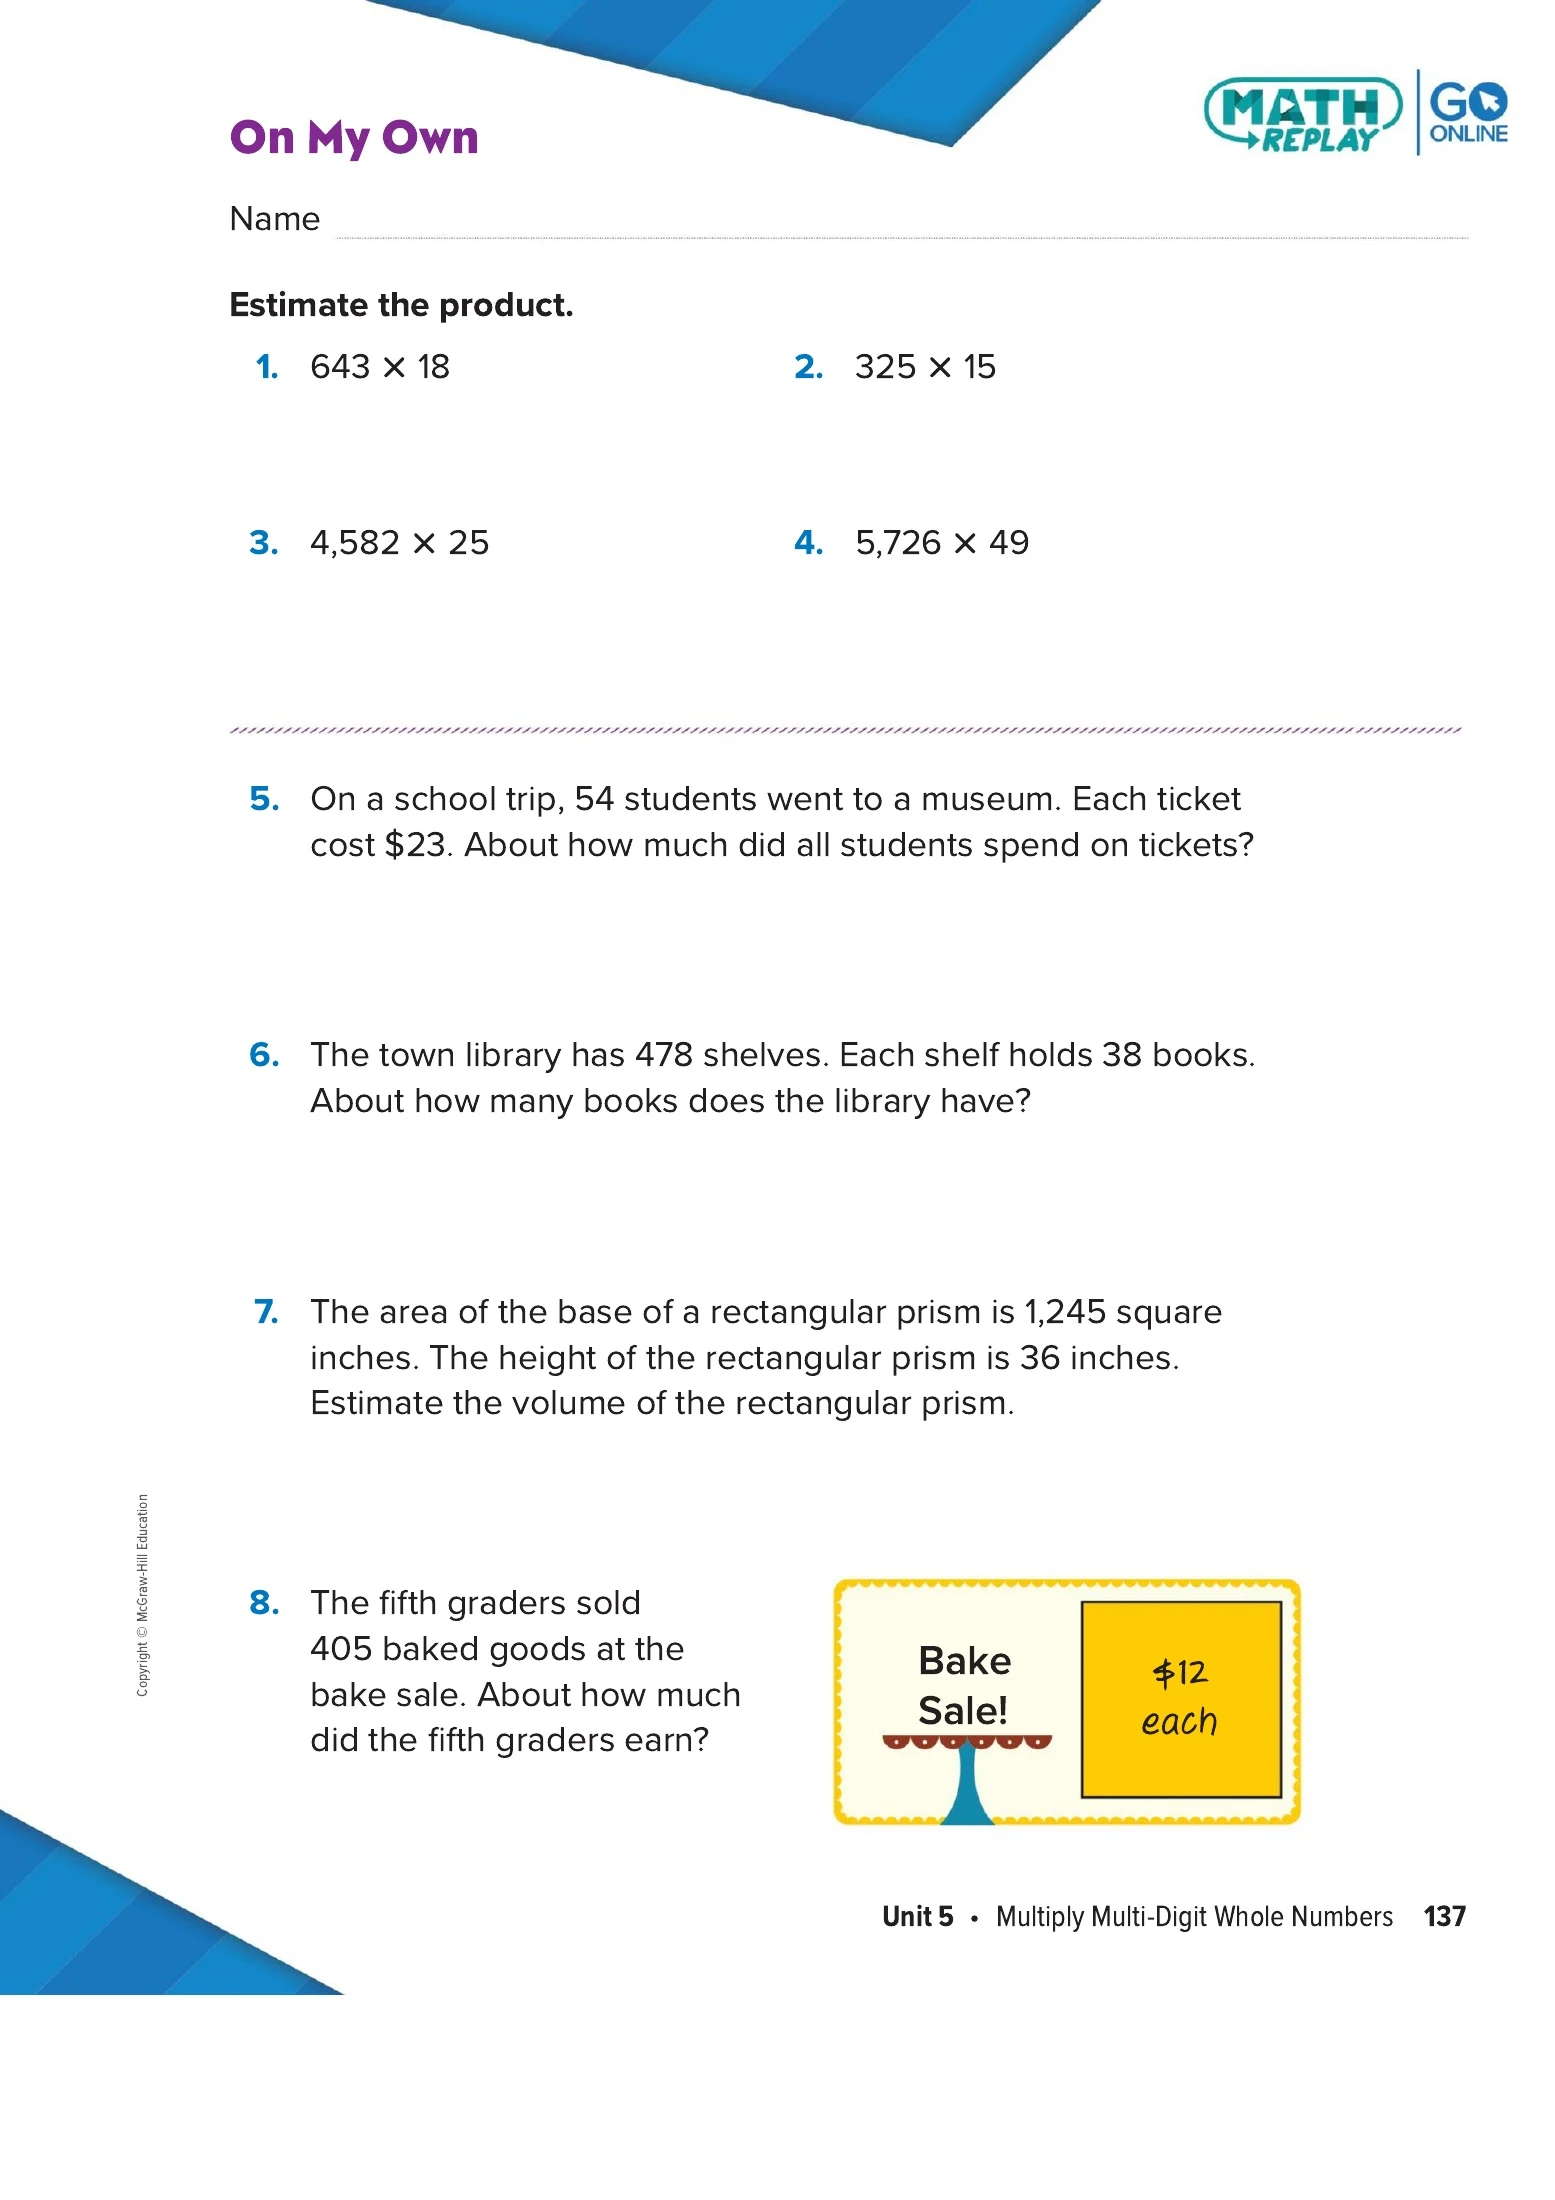 MATH REPLAY
GO ONLINE
On My Own
Name
Estimate the product.
1. 643 × 18
2. 325 × 15
3. 4,582 × 25
4. 5,726 × 49
5. On a school trip, 54 students went to a museum. Each ticket
cost $23. About how much did all students spend on tickets?
6. The town library has 478 shelves. Each shelf holds 38 books.
About how many books does the library have?
7. The area of the base of a rectangular prism is 1,245 square
inches. The height of the rectangular prism is 36 inches.
Estimate the volume of the rectangular prism.
8. The fifth graders sold
405 baked goods at the
bake sale. About how much
did the fifth graders earn?
Bake
Sale!
$12
each
Copyright © McGraw-Hill Education
Unit 5 • Multiply Multi-Digit Whole Numbers 137